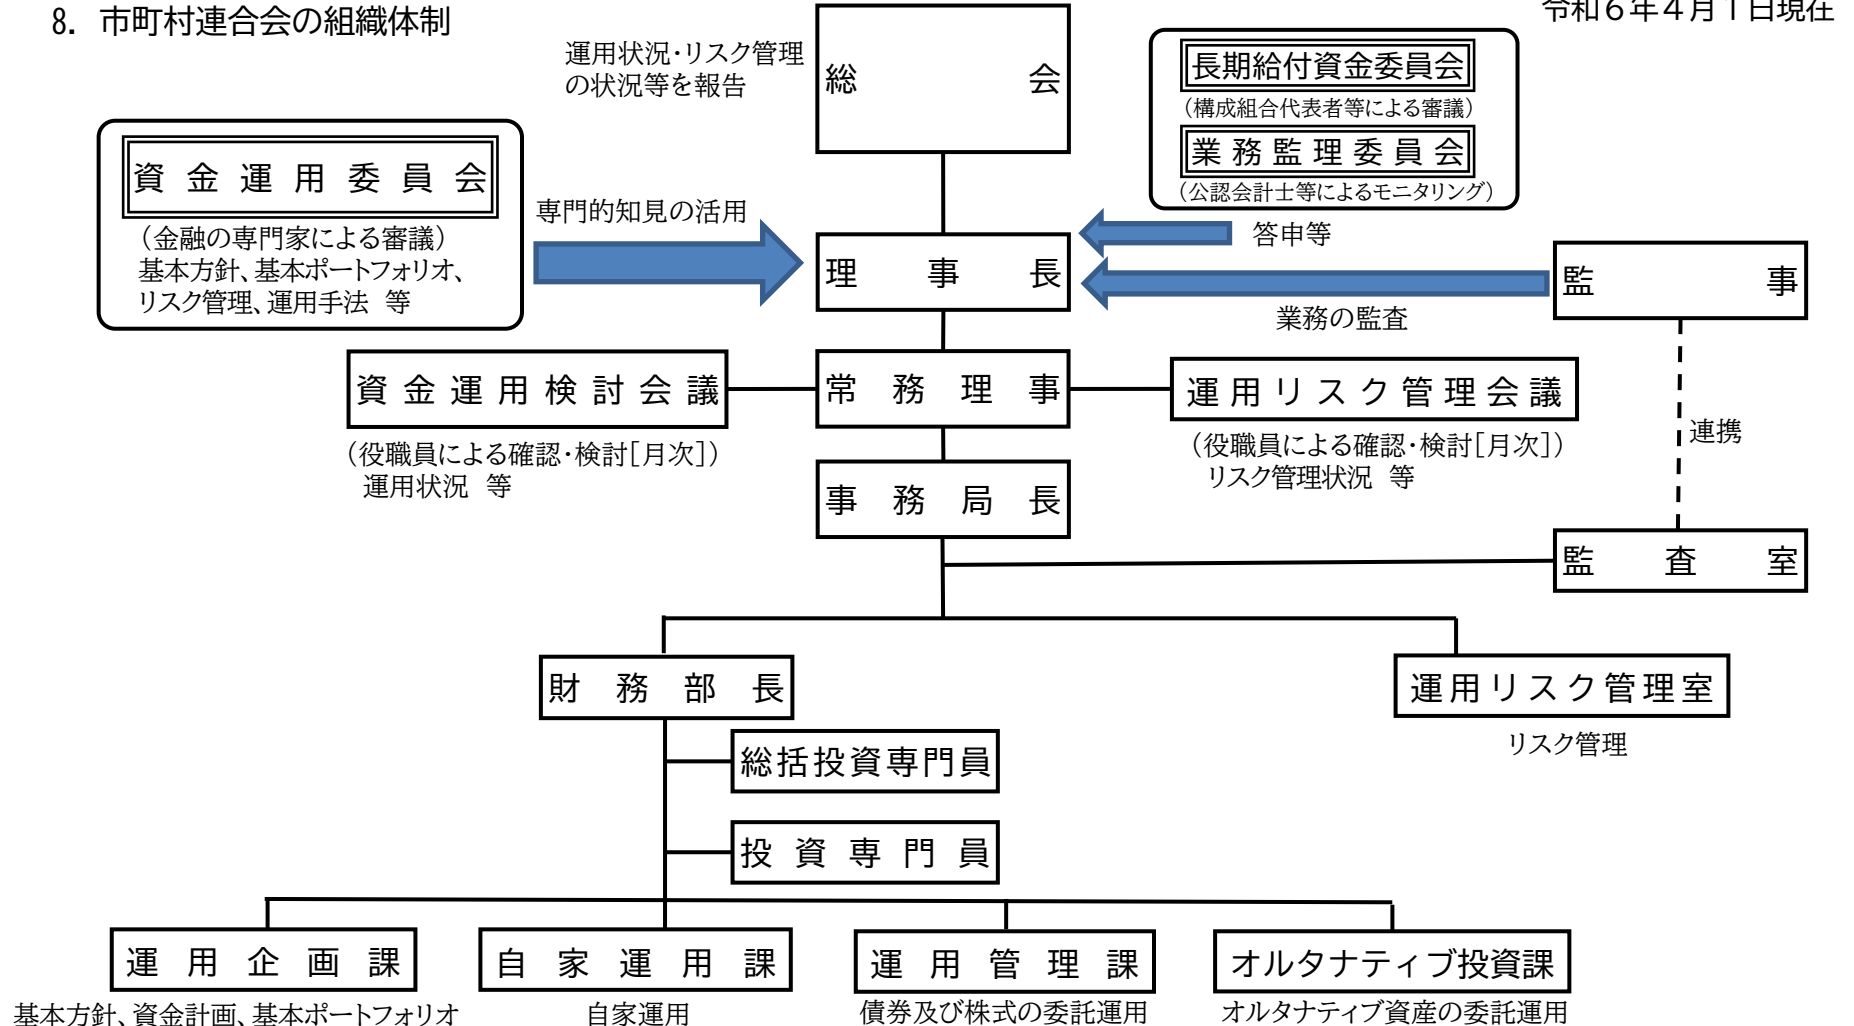 8. 市町村連合会の組織体制
令和６年４月１日現在
運用状況・リスク管理
の状況等を報告
総会
長期給付資金委員会
（構成組合代表者等による審議）
業務監理委員会
（公認会計士等によるモニタリング）
資金運用委員会
（金融の専門家による審議）
基本方針、基本ポートフォリオ、
リスク管理、運用手法　等
専門的知見の活用
答申等
理事長
監事
業務の監査
資金運用検討会議
常務理事
運用リスク管理会議
（役職員による確認・検討［月次］）
運用状況　等
（役職員による確認・検討［月次］）
リスク管理状況　等
連携
事務局長
監査室
財務部長
運用リスク管理室
リスク管理
総括投資専門員
投資専門員
運用企画課
自家運用課
運用管理課
オルタナティブ投資課
基本方針、資金計画、基本ポートフォリオ
自家運用
債券及び株式の委託運用
オルタナティブ資産の委託運用